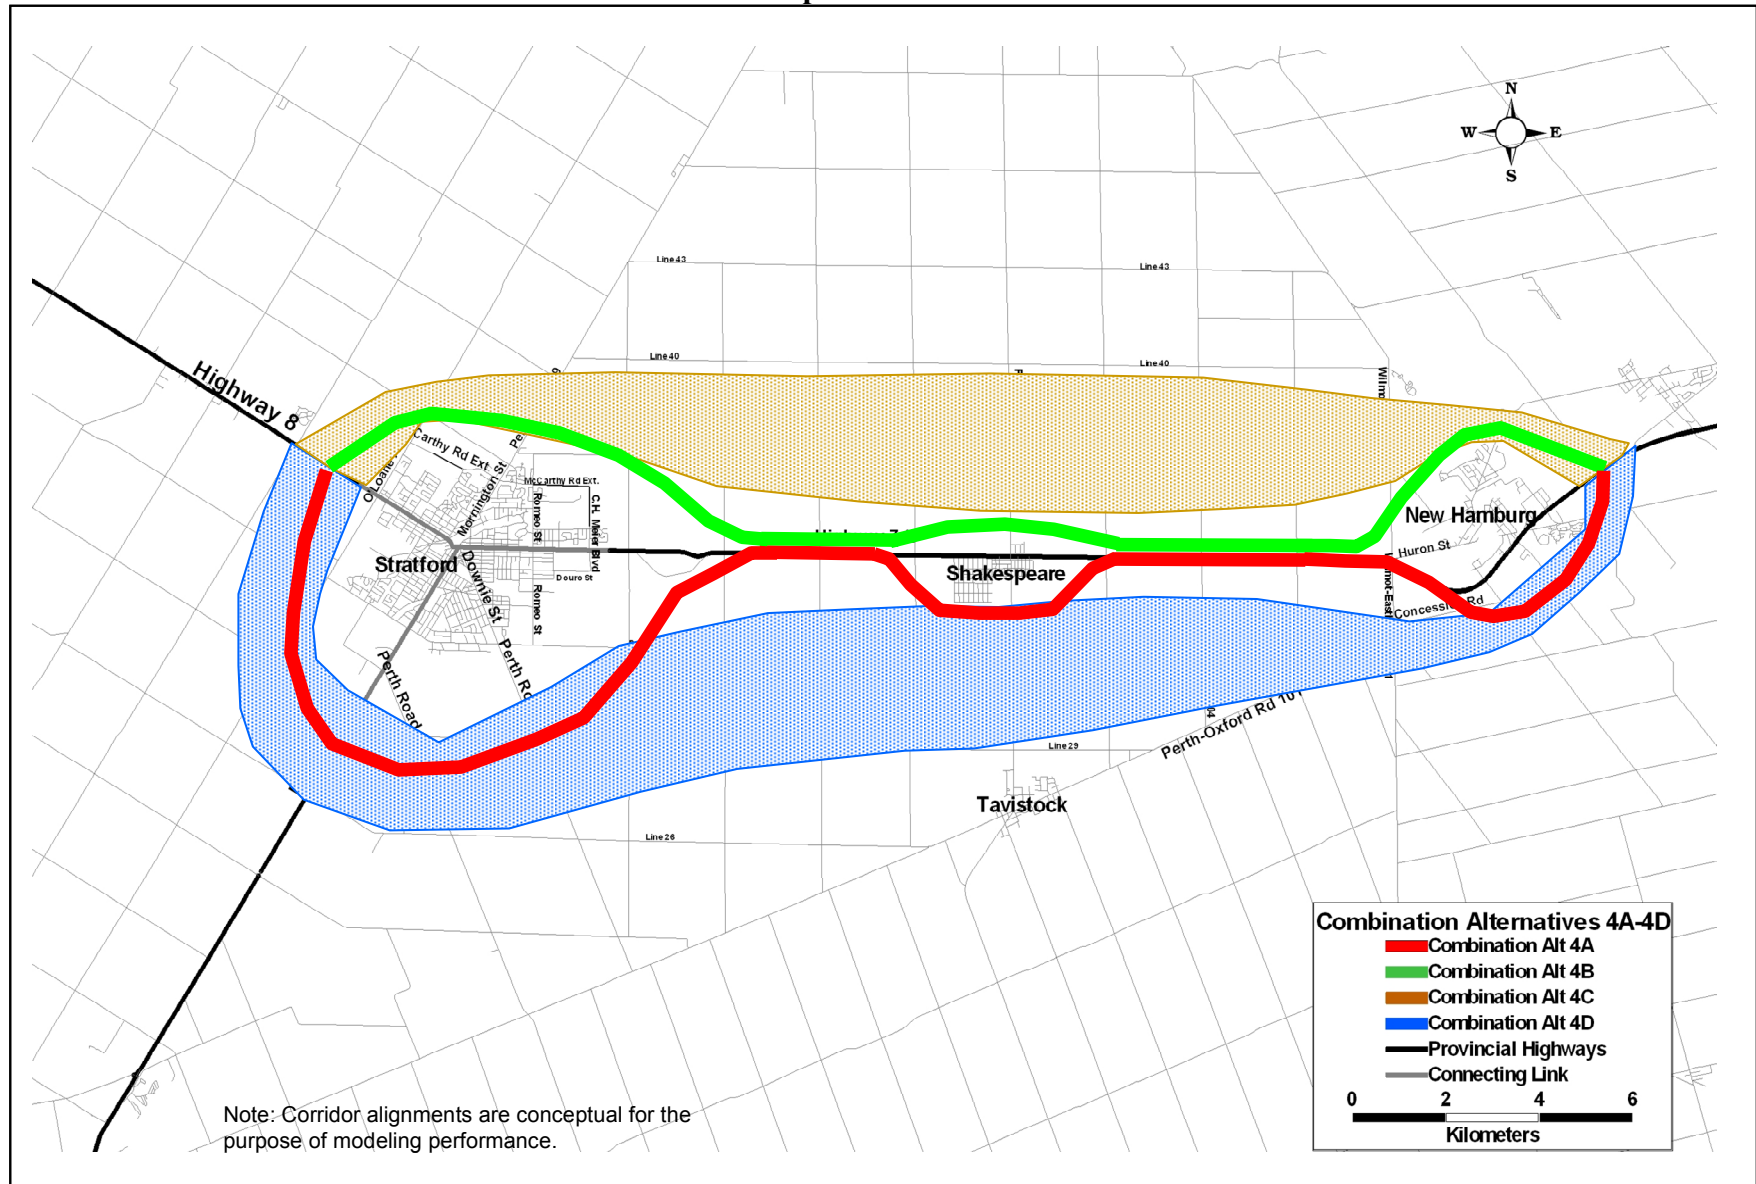 N
W E
S
Line 43
Line 43
Line 40
Line 40
Highway 8
Carthy Rd Ext
McCarthy Rd Ext.
Mornington St
Romeo St
C.H. Meier Blvd
Stratford
Downie St
Douro St
Romeo St
Perth Road
Shakespeare
New Hamburg
Huron St
Concession Rd
Perth-Oxford Rd 101
Line 29
Tavistock
Line 26
Combination Alternatives 4A-4D
Combination Alt 4A
Combination Alt 4B
Combination Alt 4C
Combination Alt 4D
Provincial Highways
Connecting Link
0 2 4 6
Kilometers
Note: Corridor alignments are conceptual for the
purpose of modeling performance.